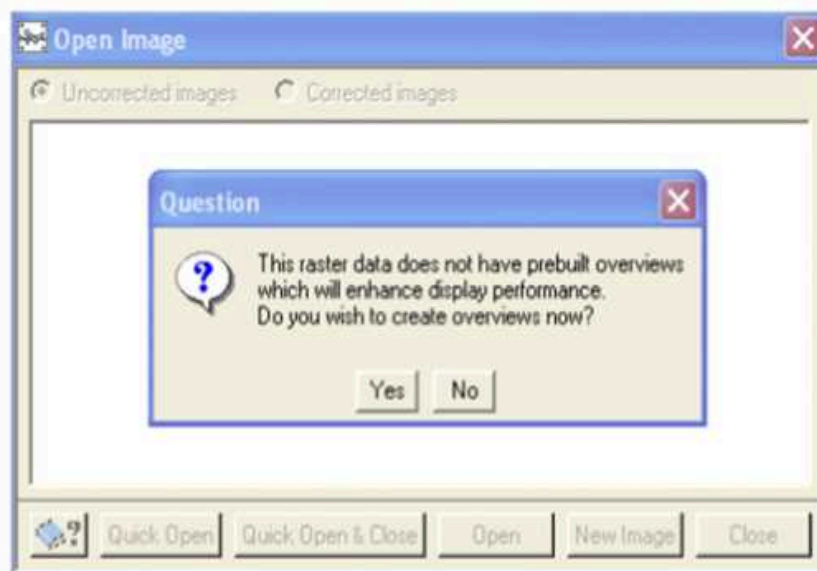 Open Image
Uncorrected images Corrected images
Question
?
This raster data does not have prebuilt overviews
which will enhance display performance.
Do you wish to create overviews now?
Yes No
? Quick Open Quick Open & Close Open New Image Close